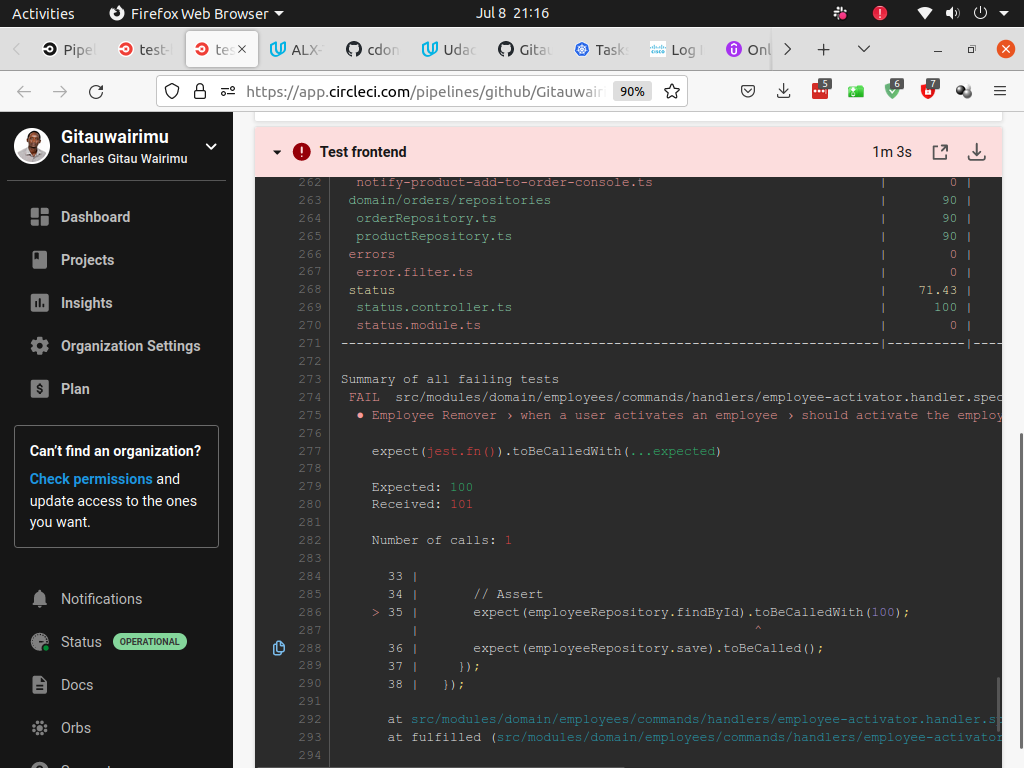 Activities Firefox Web Browser Jul 8 21:16
Pipel test- tes ALX- cdon Udac Gitau Task Log Onl
https://app.circleci.com/pipelines/github/Gitauwair 90% 5 6 7
Gitauwairimu
Charles Gitau Wairimu
Dashboard
Projects
Insights
Organization Settings
Plan
Can't find an organization?
Check permissions and
update access to the ones
you want.
Notifications
Status OPERATIONAL
Docs
Orbs
Test frontend 1m 3s
262 notify-product-add-to-order-console.ts | 0 |
263 domain/orders/repositories | 90 |
264 orderRepository.ts | 90 |
265 productRepository.ts | 90 |
266 errors | 0 |
267 error.filter.ts | 0 |
268 status | 71.43 |
269 status.controller.ts | 100 |
270 status.module.ts | 0 |
271 ---------------------------------------------------------------------|----------|----
272
273 Summary of all failing tests
274 FAIL src/modules/domain/employees/commands/handlers/employee-activator.handler.spec
275 ● Employee Remover › when a user activates an employee › should activate the employ
276
277 expect(jest.fn()).toBeCalledWith(...expected)
278
279 Expected: 100
280 Received: 101
281
282 Number of calls: 1
283
284 33 |
285 34 | // Assert
286 > 35 | expect(employeeRepository.findById).toBeCalledWith(100);
287 | ^
288 36 | expect(employeeRepository.save).toBeCalled();
289 37 | });
290 38 | });
291
292 at src/modules/domain/employees/commands/handlers/employee-activator.handler.sp
293 at fulfilled (src/modules/domain/employees/commands/handlers/employee-activator
294